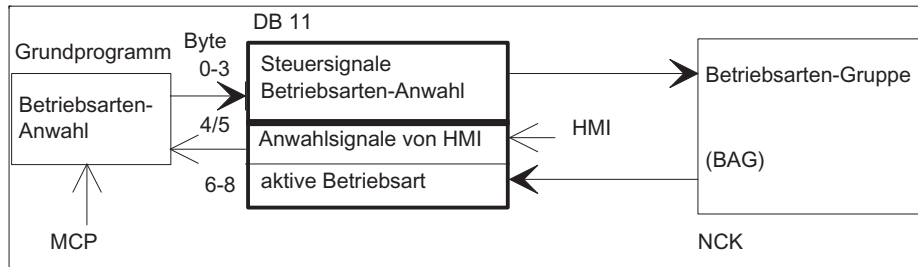 DB 11
Grundprogramm
Byte
0-3
Betriebsarten-
Anwahl
4/5
6-8
MCP
Steuersignale
Betriebsarten-Anwahl
Anwahlsignale von HMI
aktive Betriebsart
HMI
Betriebsarten-Gruppe
(BAG)
NCK